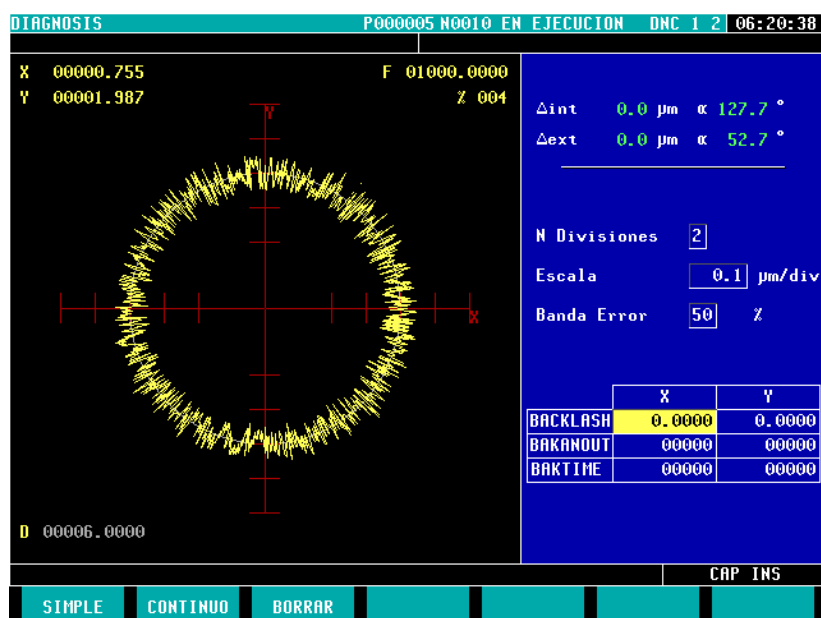 DIAGNOSIS P000005 N0010 EN EJECUCION DNC 1 2 06:20:38
X 00000.755 F 01000.0000
Y 00001.987 % 004
Y
X
D 00006.0000
Δint 0.0 µm α 127.7 °
Δext 0.0 µm α 52.7 °
N Divisiones 2
Escala 0.1 µm/div
Banda Error 50 %
X Y
BACKLASH 0.0000 0.0000
BAKANOUT 00000 00000
BAKTIME 00000 00000
CAP INS
SIMPLE CONTINUO BORRAR